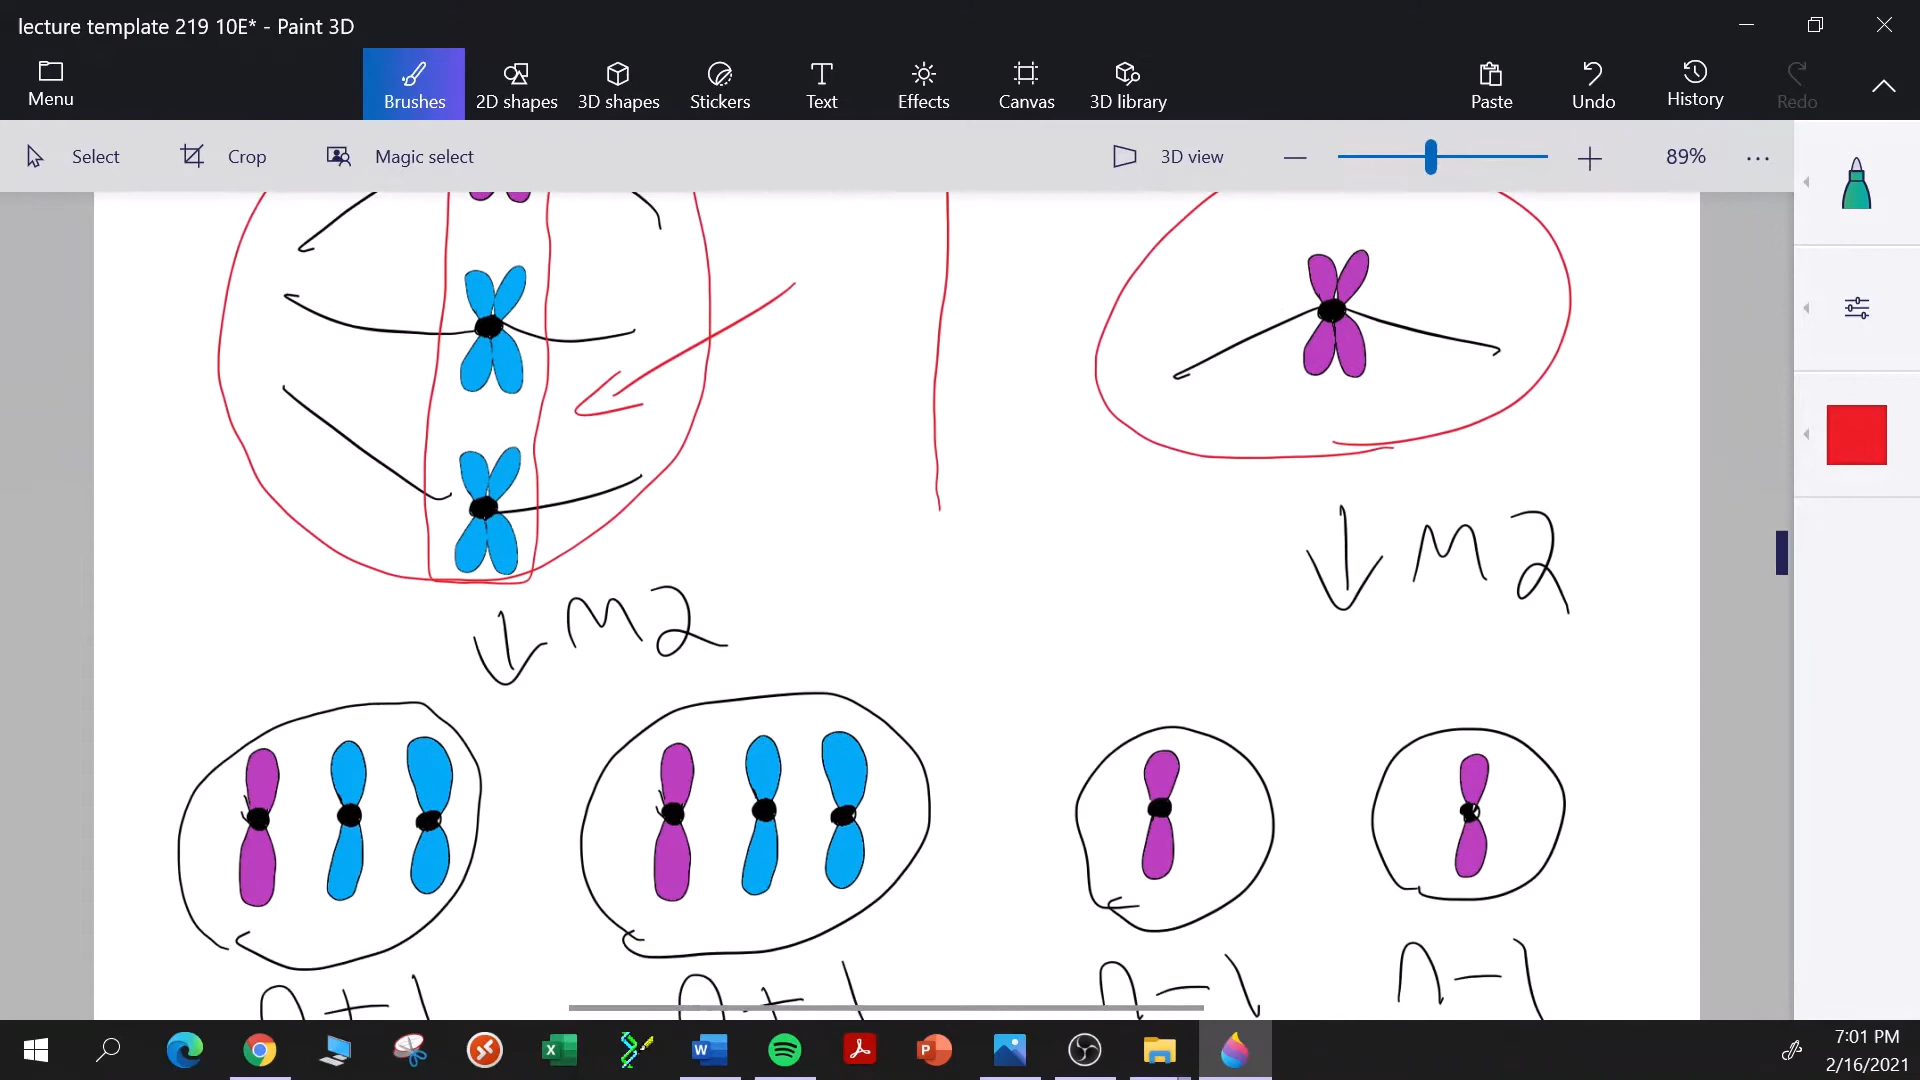 lecture template 219 10E* - Paint 3D
Menu
Brushes
2D shapes
3D shapes
Stickers
Text
Effects
Canvas
3D library
Paste
Undo
History
Redo
Select
Crop
Magic select
3D view
89%
M2
M2
n+1
n+1
n-1
n-1
7:01 PM
2/16/2021